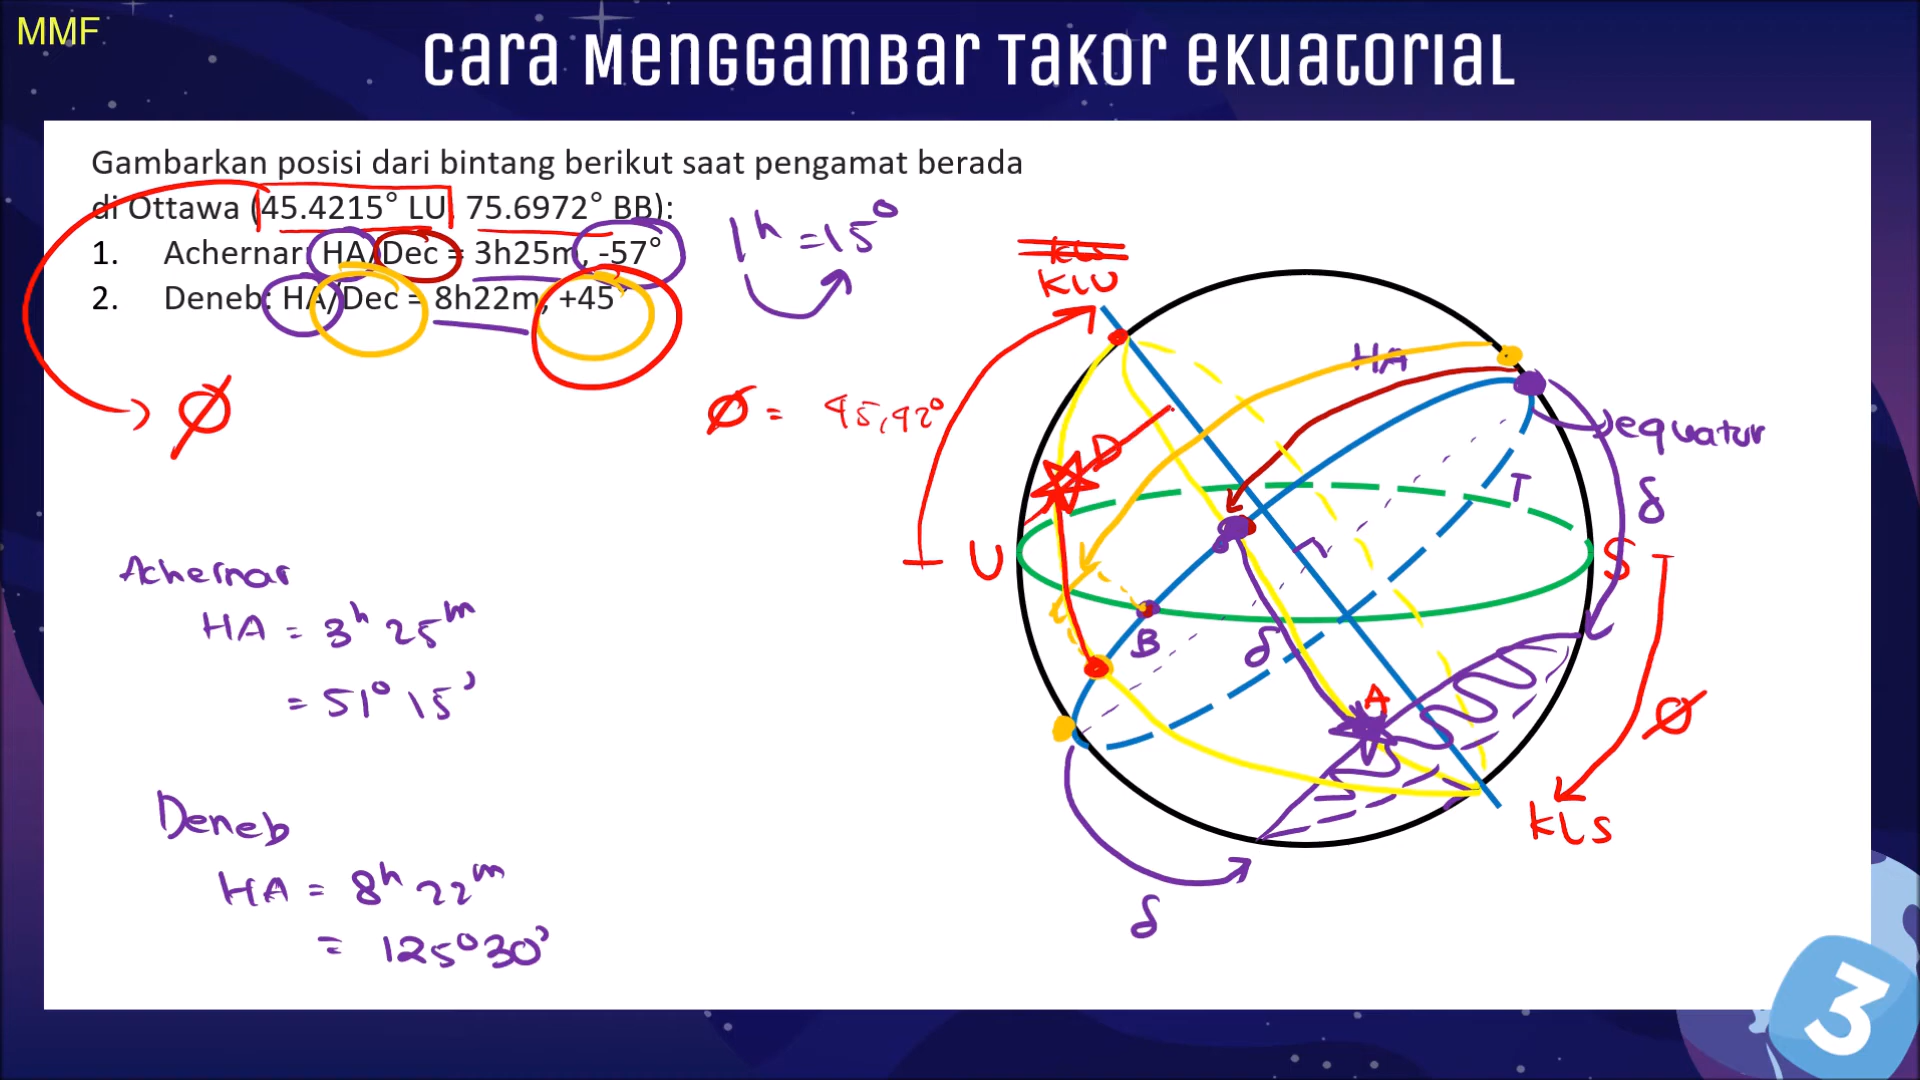 MMF
Cara Menggambar Takor Ekuatorial
Gambarkan posisi dari bintang berikut saat pengamat berada
di Ottawa (45.4215° LU, 75.6972° BB):
1. Achernar: HA/Dec = 3h25m, -57°
2. Deneb: HA/Dec = 8h22m, +45°
1h = 15°
ø
ø = 45,42°
KLS
KLU
HA
equatur
D
T
δ
U
S
B
δ
A
ø
KLS
δ
Achernar
HA = 3h 25m
= 51° 15'
Deneb
HA = 8h 22m
= 125° 30'
3